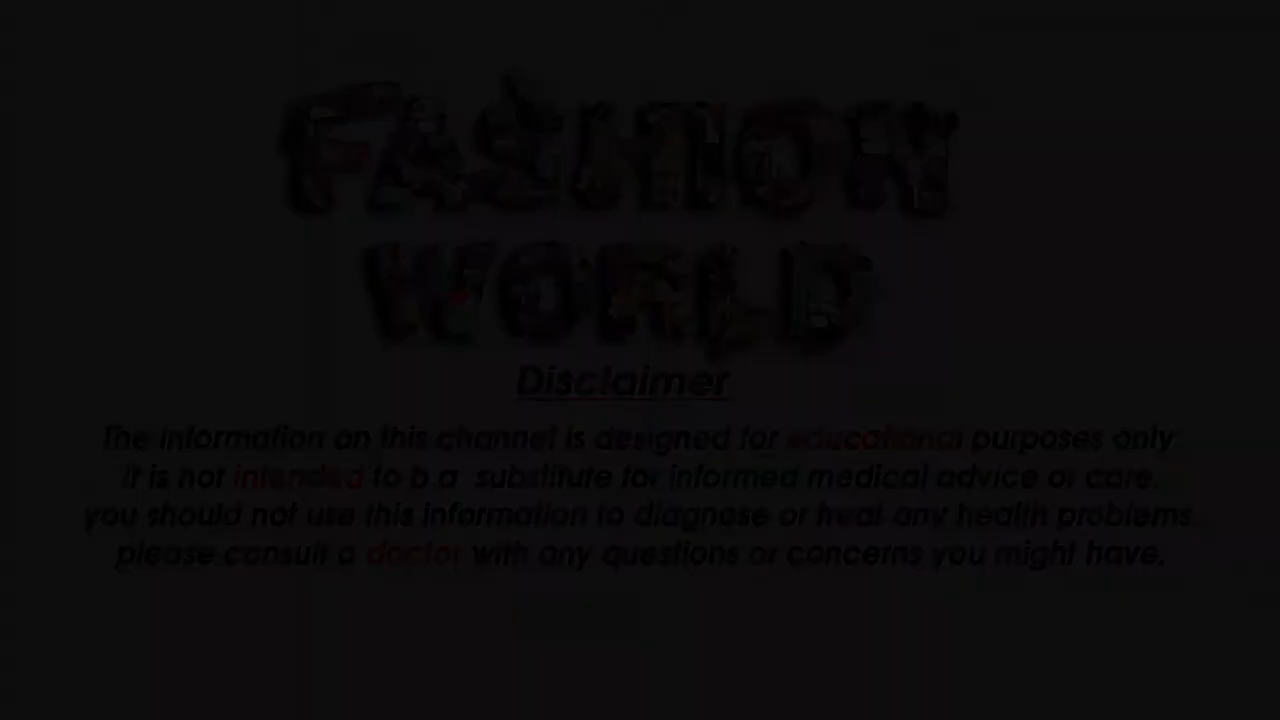 FASHION
WORLD
Disclaimer
The information on this channel is designed for educational purposes only
it is not intended to b a substitute for informed medical advice or care.
you should not use this information to diagnose or treat any health problems.
please consult a doctor with any questions or concerns you might have.